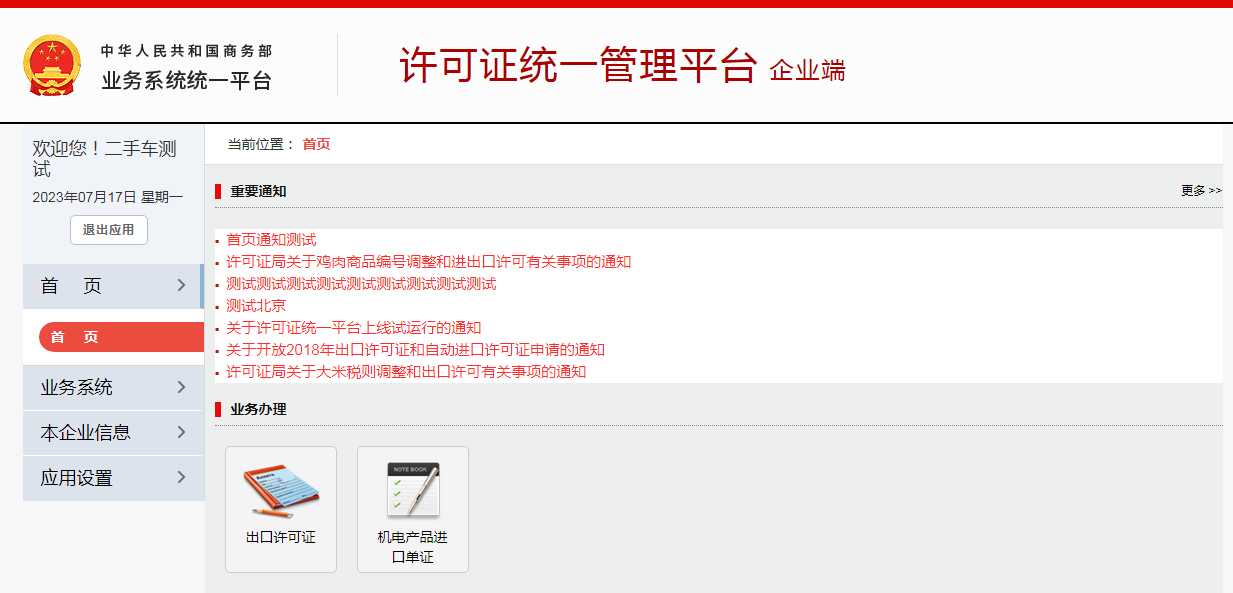 中华人民共和国商务部
业务系统统一平台
许可证统一管理平台 企业端
欢迎您！二手车测
试
2023年07月17日 星期一
退出应用
首 页
首 页
业务系统
本企业信息
应用设置
当前位置： 首页
重要通知
更多 >>
首页通知测试
许可证局关于鸡肉商品编号调整和进出口许可有关事项的通知
测试测试测试测试测试测试测试测试测试
测试北京
关于许可证统一平台上线试运行的通知
关于开放2018年出口许可证和自动进口许可证申请的通知
许可证局关于大米税则调整和出口许可有关事项的通知
业务办理
出口许可证
NOTE BOOK
机电产品进
口单证